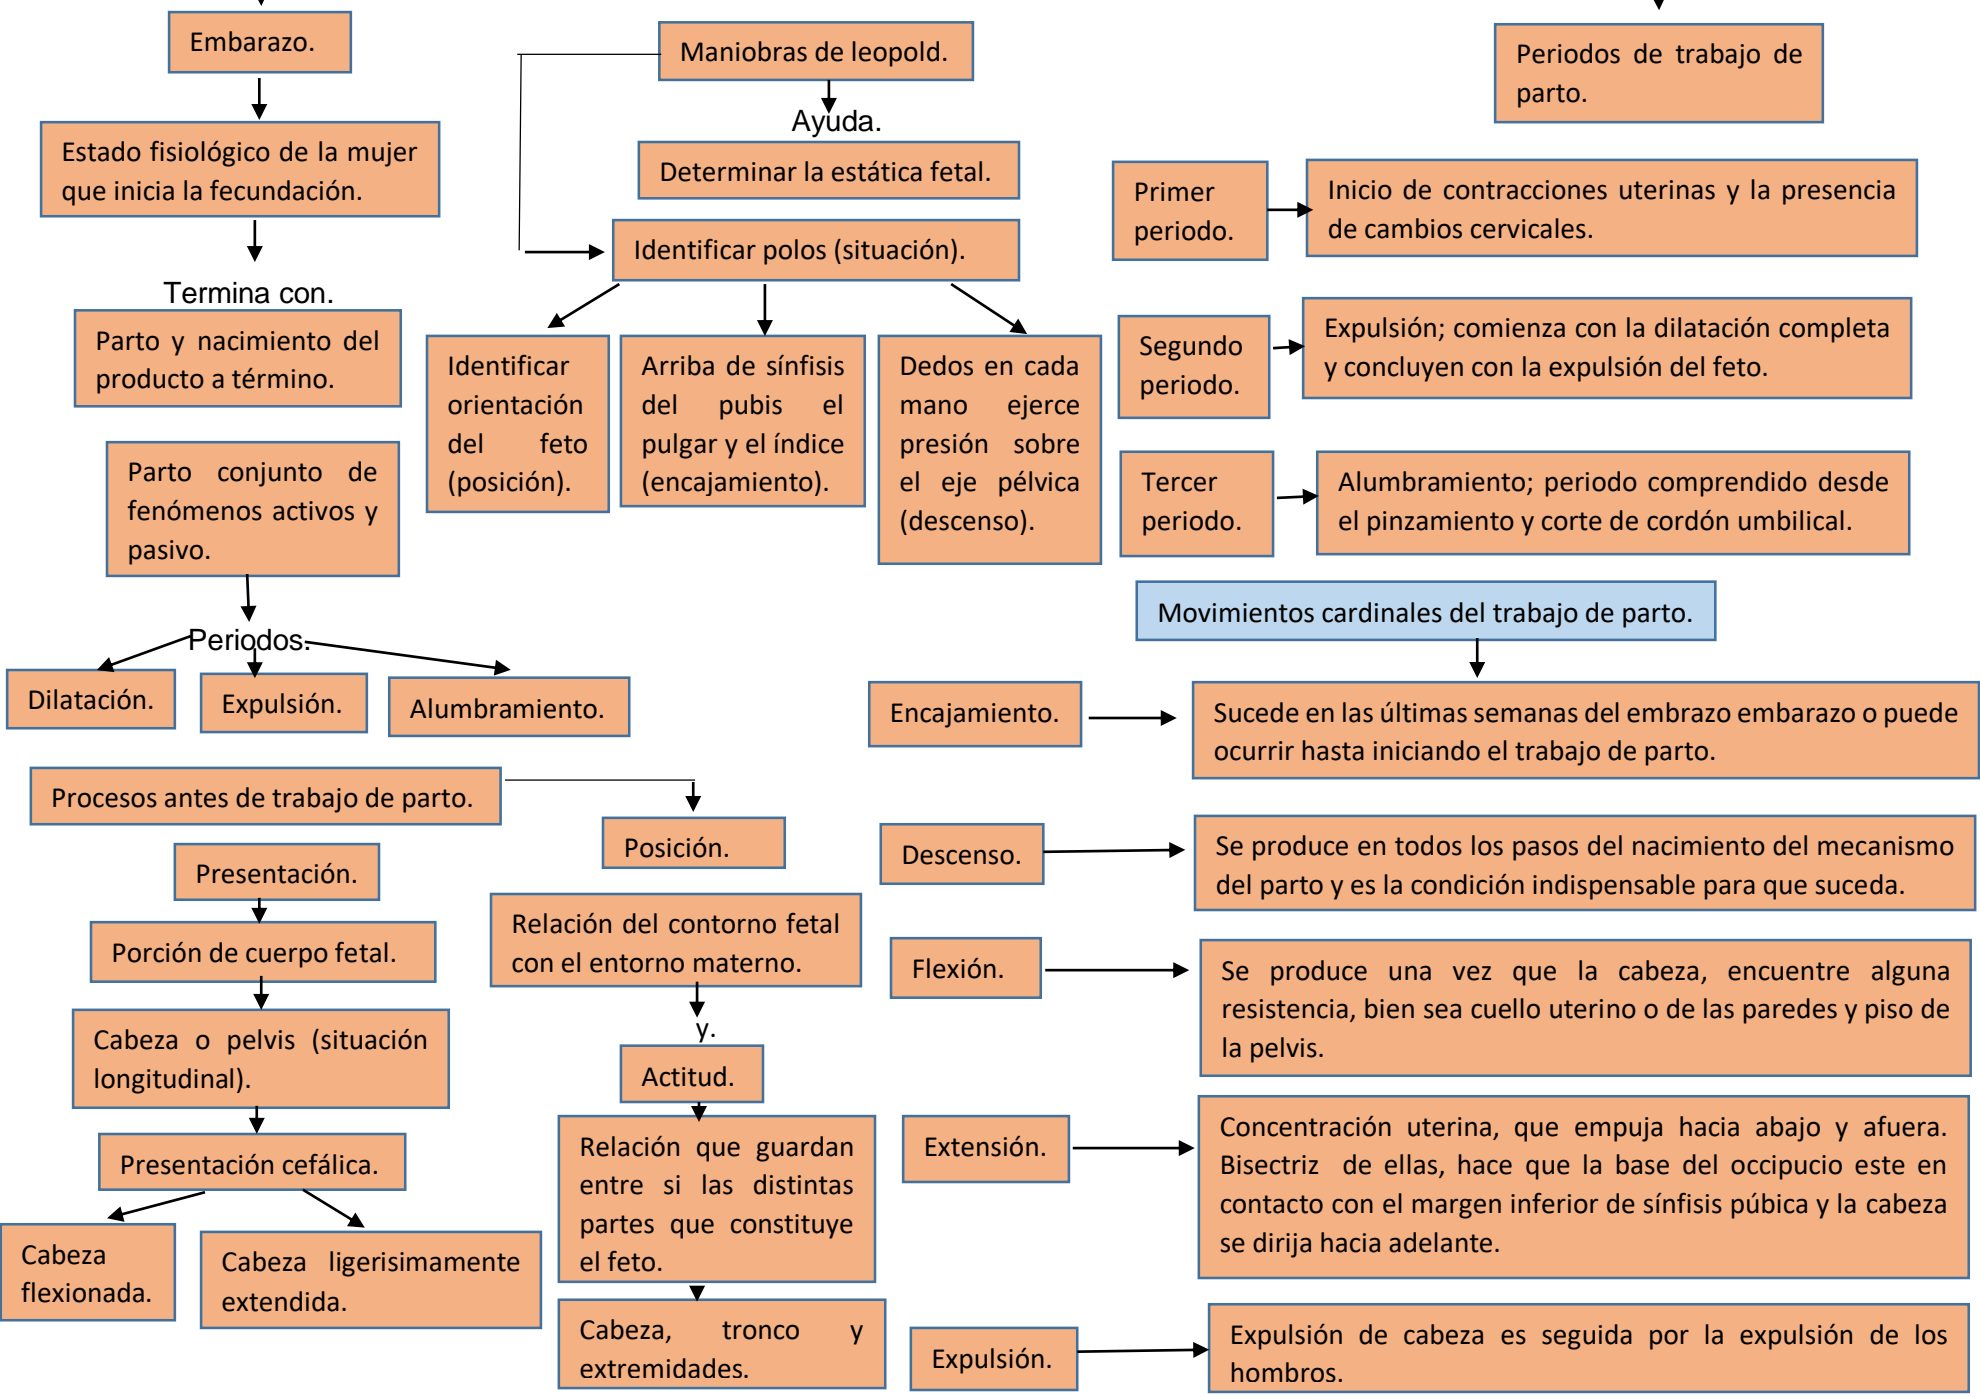 Embarazo.
Estado fisiológico de la mujer
que inicia la fecundación.
Termina con.
Parto y nacimiento del
producto a término.
Parto conjunto de
fenómenos activos y
pasivo.
Periodos.
Dilatación.
Expulsión.
Alumbramiento.
Maniobras de leopold.
Ayuda.
Determinar la estática fetal.
Identificar polos (situación).
Identificar
orientación
del feto
(posición).
Arriba de sínfisis
del pubis el
pulgar y el índice
(encajamiento).
Dedos en cada
mano ejerce
presión sobre
el eje pélvica
(descenso).
Periodos de trabajo de
parto.
Primer
periodo.
Inicio de contracciones uterinas y la presencia
de cambios cervicales.
Segundo
periodo.
Expulsión; comienza con la dilatación completa
y concluyen con la expulsión del feto.
Tercer
periodo.
Alumbramiento; periodo comprendido desde
el pinzamiento y corte de cordón umbilical.
Procesos antes de trabajo de parto.
Presentación.
Porción de cuerpo fetal.
Cabeza o pelvis (situación
longitudinal).
Presentación cefálica.
Cabeza
flexionada.
Cabeza ligerisimamente
extendida.
Posición.
Relación del contorno fetal
con el entorno materno.
y.
Actitud.
Relación que guardan
entre si las distintas
partes que constituye
el feto.
Cabeza, tronco y
extremidades.
Movimientos cardinales del trabajo de parto.
Encajamiento.
Sucede en las últimas semanas del embrazo embarazo o puede
ocurrir hasta iniciando el trabajo de parto.
Descenso.
Se produce en todos los pasos del nacimiento del mecanismo
del parto y es la condición indispensable para que suceda.
Flexión.
Se produce una vez que la cabeza, encuentre alguna
resistencia, bien sea cuello uterino o de las paredes y piso de
la pelvis.
Extensión.
Concentración uterina, que empuja hacia abajo y afuera.
Bisectriz de ellas, hace que la base del occipucio este en
contacto con el margen inferior de sínfisis púbica y la cabeza
se dirija hacia adelante.
Expulsión.
Expulsión de cabeza es seguida por la expulsión de los
hombros.